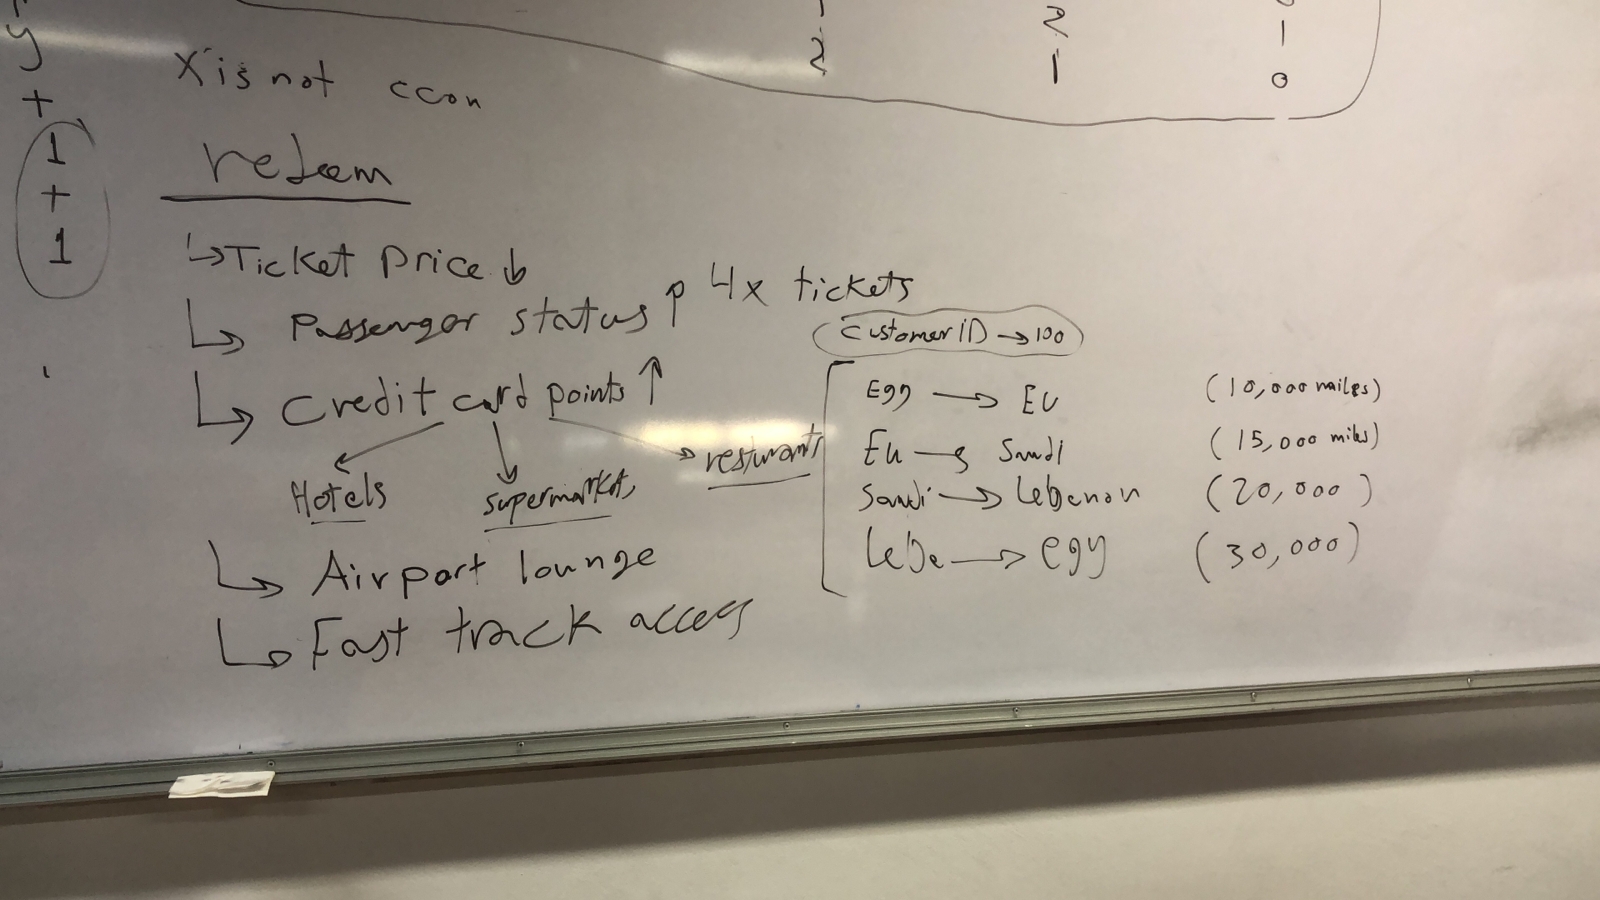 y
+
1
+
1
2
2
1
-
1
0
X is not ccon
redeem
↳ Ticket price ↓
↳ Passenger status ↑ 4x tickets
↳ Credit card points ↑
Hotels supermarkets resturants
↳ Airport lounge
↳ Fast track access
customer ID → 100
Egy → EU (10,000 miles)
EU → Saudi (15,000 miles)
Saudi → Lebenon (20,000)
Lebe → egy (30,000)